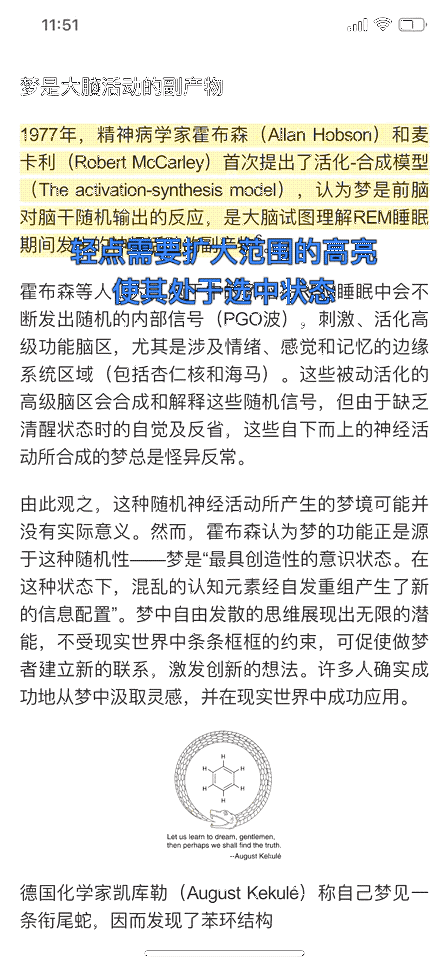 11:51
梦是大脑活动的副产物
1977年，精神病学家霍布森（Allan Hobson）和麦
卡利（Robert McCarley）首次提出了活化-合成模型
（The activation-synthesis model），认为梦是前脑
对脑干随机输出的反应，是大脑试图理解REM睡眠
期间发
轻点需要扩大范围的高亮
使其处于选中状态
霍布森等人
睡眠中会不
断发出随机的内部信号（PGO波），刺激、活化高
级功能脑区，尤其是涉及情绪、感觉和记忆的边缘
系统区域（包括杏仁核和海马）。这些被动活化的
高级脑区会合成和解释这些随机信号，但由于缺乏
清醒状态时的自觉及反省，这些自下而上的神经活
动所合成的梦总是怪异反常。
由此观之，这种随机神经活动所产生的梦境可能并
没有实际意义。然而，霍布森认为梦的功能正是源
于这种随机性——梦是“最具创造性的意识状态。在
这种状态下，混乱的认知元素经自发重组产生了新
的信息配置”。梦中自由发散的思维展现出无限的潜
能，不受现实世界中条条框框的约束，可促使做梦
者建立新的联系，激发创新的想法。许多人确实成
功地从梦中汲取灵感，并在现实世界中成功应用。
H
H H
H H
H
Let us learn to dream, gentlemen,
then perhaps we shall find the truth.
--August Kekulé
德国化学家凯库勒（August Kekulé）称自己梦见一
条衔尾蛇，因而发现了苯环结构